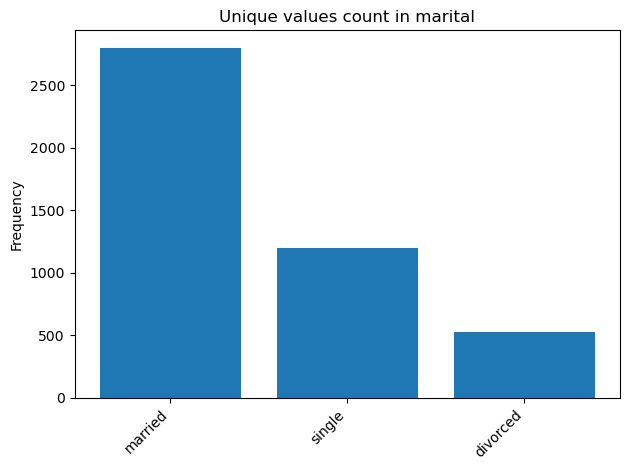 Unique values count in marital
Frequency
2500
2000
1500
1000
500
0
married
single
divorced